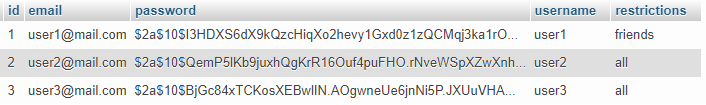 id email password username restrictions
1 user1@mail.com $2a$10$I3HDXS6dX9kQzcHiqXo2hevy1Gxd0z1zQCMqj3ka1rO... user1 friends
2 user2@mail.com $2a$10$QemP5lKb9juxhQgKrR16Ouf4puFHO.rNveWSpXZwXnh... user2 all
3 user3@mail.com $2a$10$BjGc84xTCKosXEBwlIN.AOgwneUe6jnNi5P.JXUuVHA... user3 all